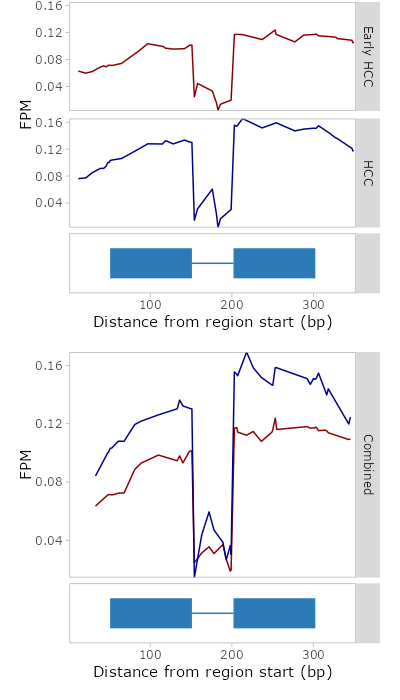 0.16
0.12
0.08
0.04
Early HCC
FPM
0.16
0.12
0.08
0.04
HCC
100 200 300
Distance from region start (bp)
0.16
0.12
0.08
0.04
FPM
Combined
100 200 300
Distance from region start (bp)